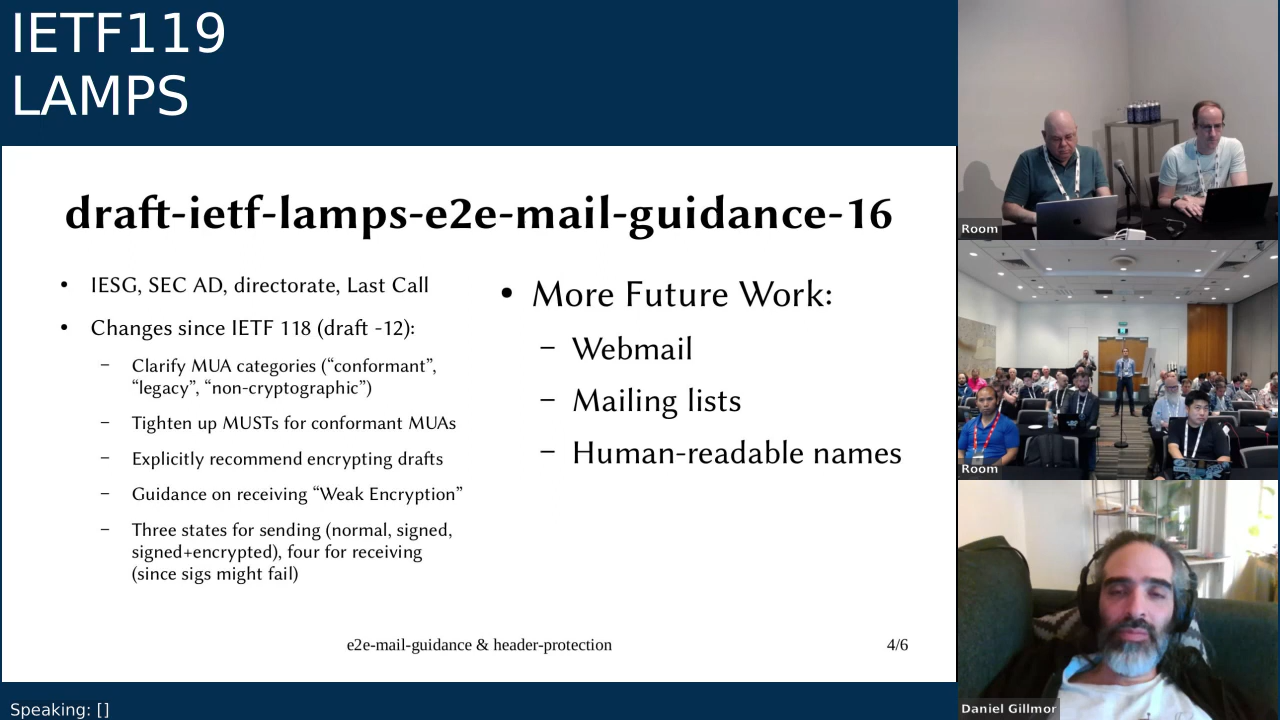 IETF119
LAMPS
draft-ietf-lamps-e2e-mail-guidance-16
• IESG, SEC AD, directorate, Last Call
• Changes since IETF 118 (draft -12):
– Clarify MUA categories (“conformant”,
“legacy”, “non-cryptographic”)
– Tighten up MUSTs for conformant MUAs
– Explicitly recommend encrypting drafts
– Guidance on receiving “Weak Encryption”
– Three states for sending (normal, signed,
signed+encrypted), four for receiving
(since sigs might fail)
• More Future Work:
– Webmail
– Mailing lists
– Human-readable names
e2e-mail-guidance & header-protection
4/6
Speaking: []
Room
Room
Daniel Gillmor